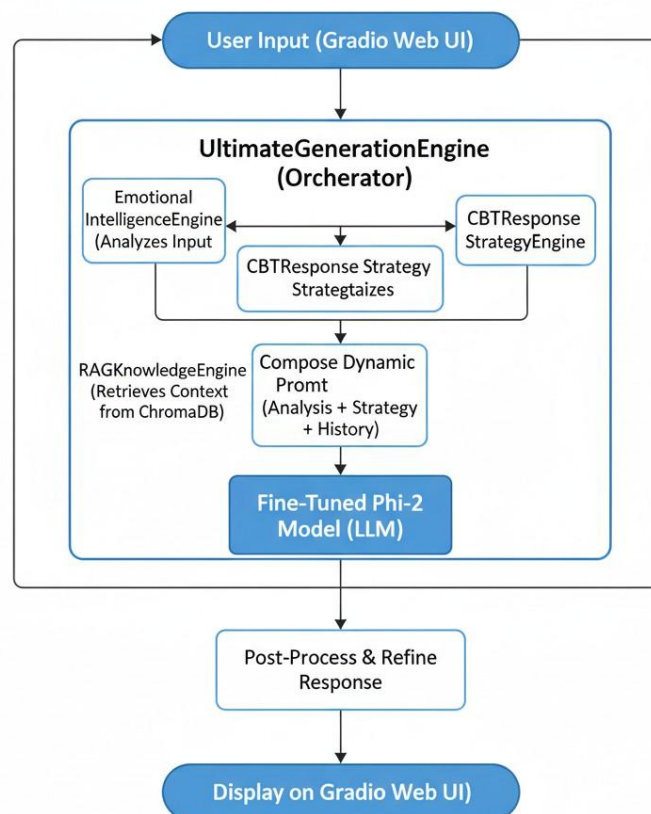 User Input (Gradio Web UI)
UltimateGenerationEngine
(Orcherator)
Emotional
IntelligenceEngine
(Analyzes Input
CBTResponse
StrategyEngine
CBTResponse Strategy
Strategtaizes
RAGKnowledgeEngine
(Retrieves Context
from ChromaDB)
Compose Dynamic
Promt
(Analysis + Strategy
+ History)
Fine-Tuned Phi-2
Model (LLM)
Post-Process & Refine
Response
Display on Gradio Web UI)